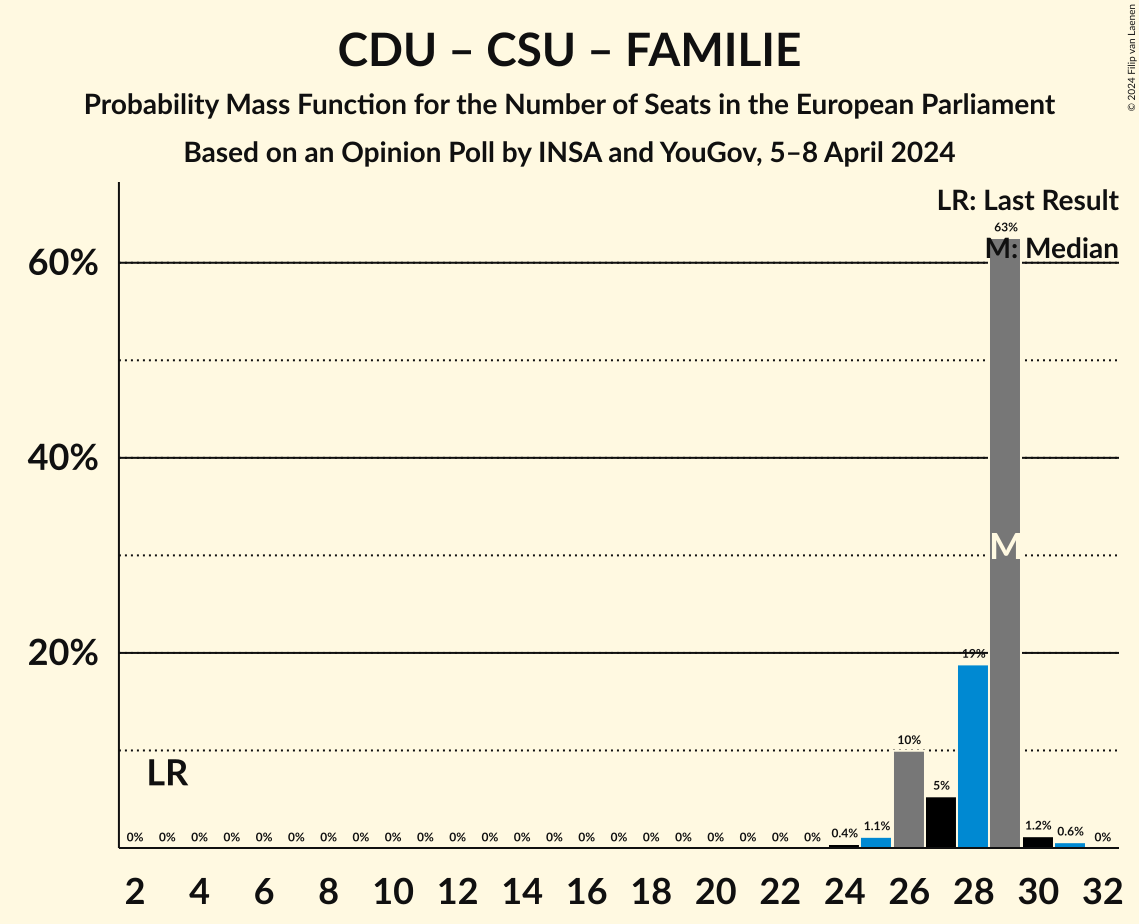 CDU – CSU – FAMILIE
Probability Mass Function for the Number of Seats in the European Parliament
Based on an Opinion Poll by INSA and YouGov, 5–8 April 2024
© 2024 Filip van Laenen
LR: Last Result
M: Median
63%
60%
40%
M
20%
19%
10%
LR
5%
0% 0% 0% 0% 0% 0% 0% 0% 0% 0% 0% 0% 0% 0% 0% 0% 0% 0% 0% 0% 0% 0% 0.4% 1.1% 1.2% 0.6% 0%
2 4 6 8 10 12 14 16 18 20 22 24 26 28 30 32